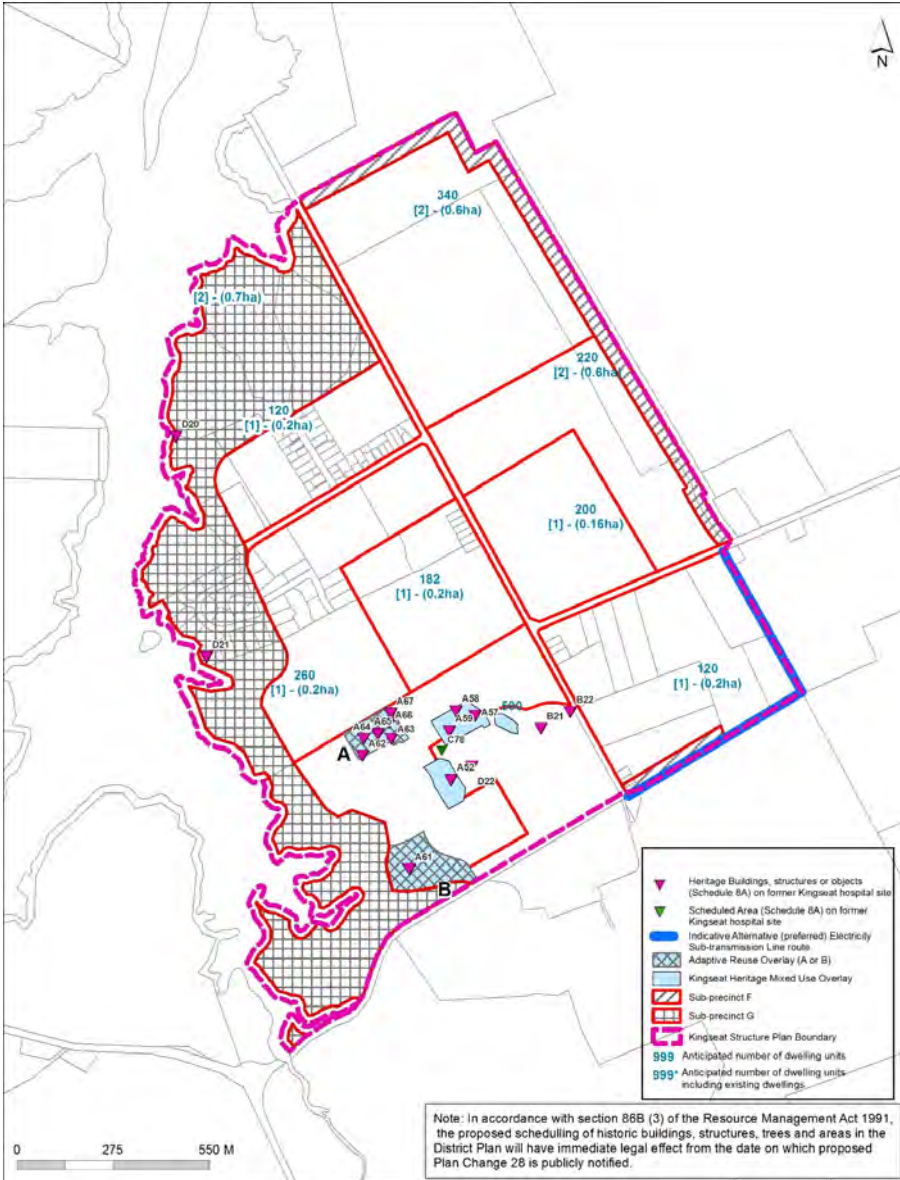 N
340
[2] - (0.6ha)
[2] - (0.7ha)
220
[2] - (0.6ha)
120
[1] - (0.2ha)
D20
200
[1] - (0.16ha)
182
[1] - (0.2ha)
D21
260
[1] - (0.2ha)
120
[1] - (0.2ha)
A67
A66
A65
A64
A63
A62
A
A58
A59
A57
B22
B21
C78
A52
D22
A61
B
Heritage Buildings, structures or objects
(Schedule 8A) on former Kingseat hospital site
Scheduled Area (Schedule 8A) on former
Kingseat hospital site
Indicative Alternative (preferred) Electricity
Sub-transmission Line route
Adaptive Reuse Overlay (A or B)
Kingseat Heritage Mixed Use Overlay
Sub-precinct F
Sub-precinct G
Kingseat Structure Plan Boundary
999 Anticipated number of dwelling units
999* Anticipated number of dwelling units
including existing dwellings
Note: In accordance with section 86B (3) of the Resource Management Act 1991,
the proposed schedulling of historic buildings, structures, trees and areas in the
District Plan will have immediate legal effect from the date on which proposed
Plan Change 28 is publicly notified.
0 275 550 M